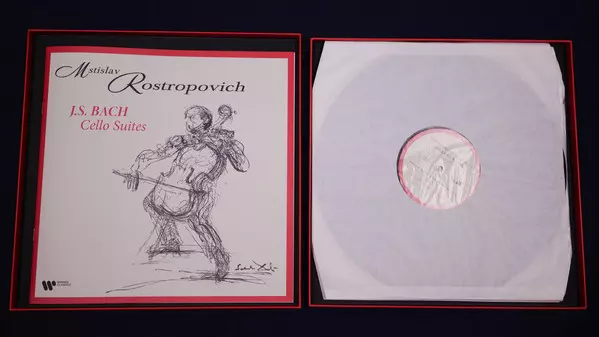 Mstislav
Rostropovich
J.S. BACH
Cello Suites